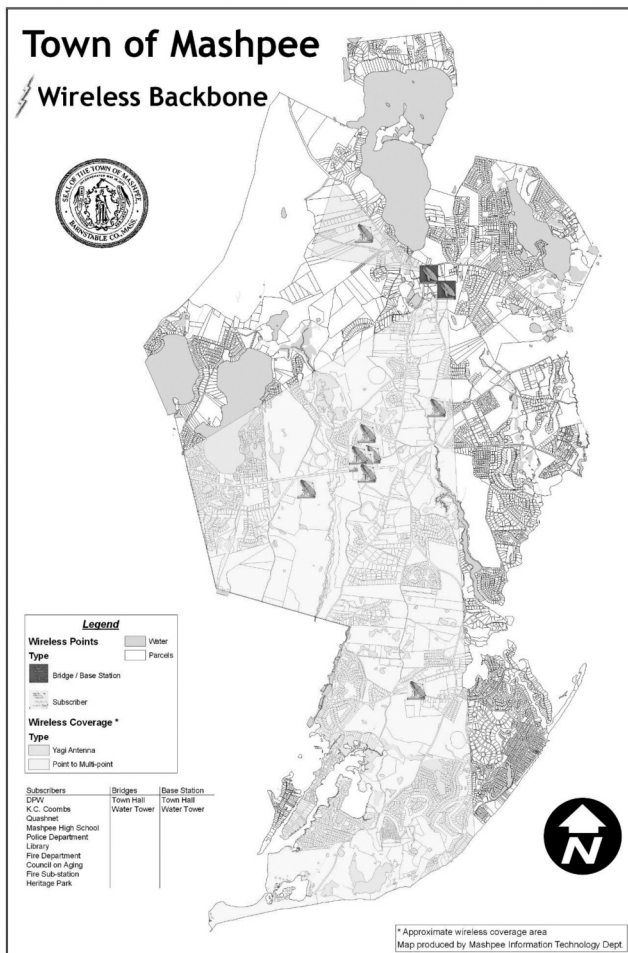 Town of Mashpee
Wireless Backbone
SEAL OF THE TOWN OF MASHPEE,
BARNSTABLE CO., MASS.
Legend
Wireless Points
Water
Type
Parcels
Bridge / Base Station
Subscriber
Wireless Coverage *
Type
Yagi Antenna
Point to Multi-point
Subscribers Bridges Base Station
DPW Town Hall Town Hall
K.C. Coombs Water Tower Water Tower
Quashnet
Mashpee High School
Police Department
Library
Fire Department
Council on Aging
Fire Sub-station
Heritage Park
N
* Approximate wireless coverage area
Map produced by Mashpee Information Technology Dept.